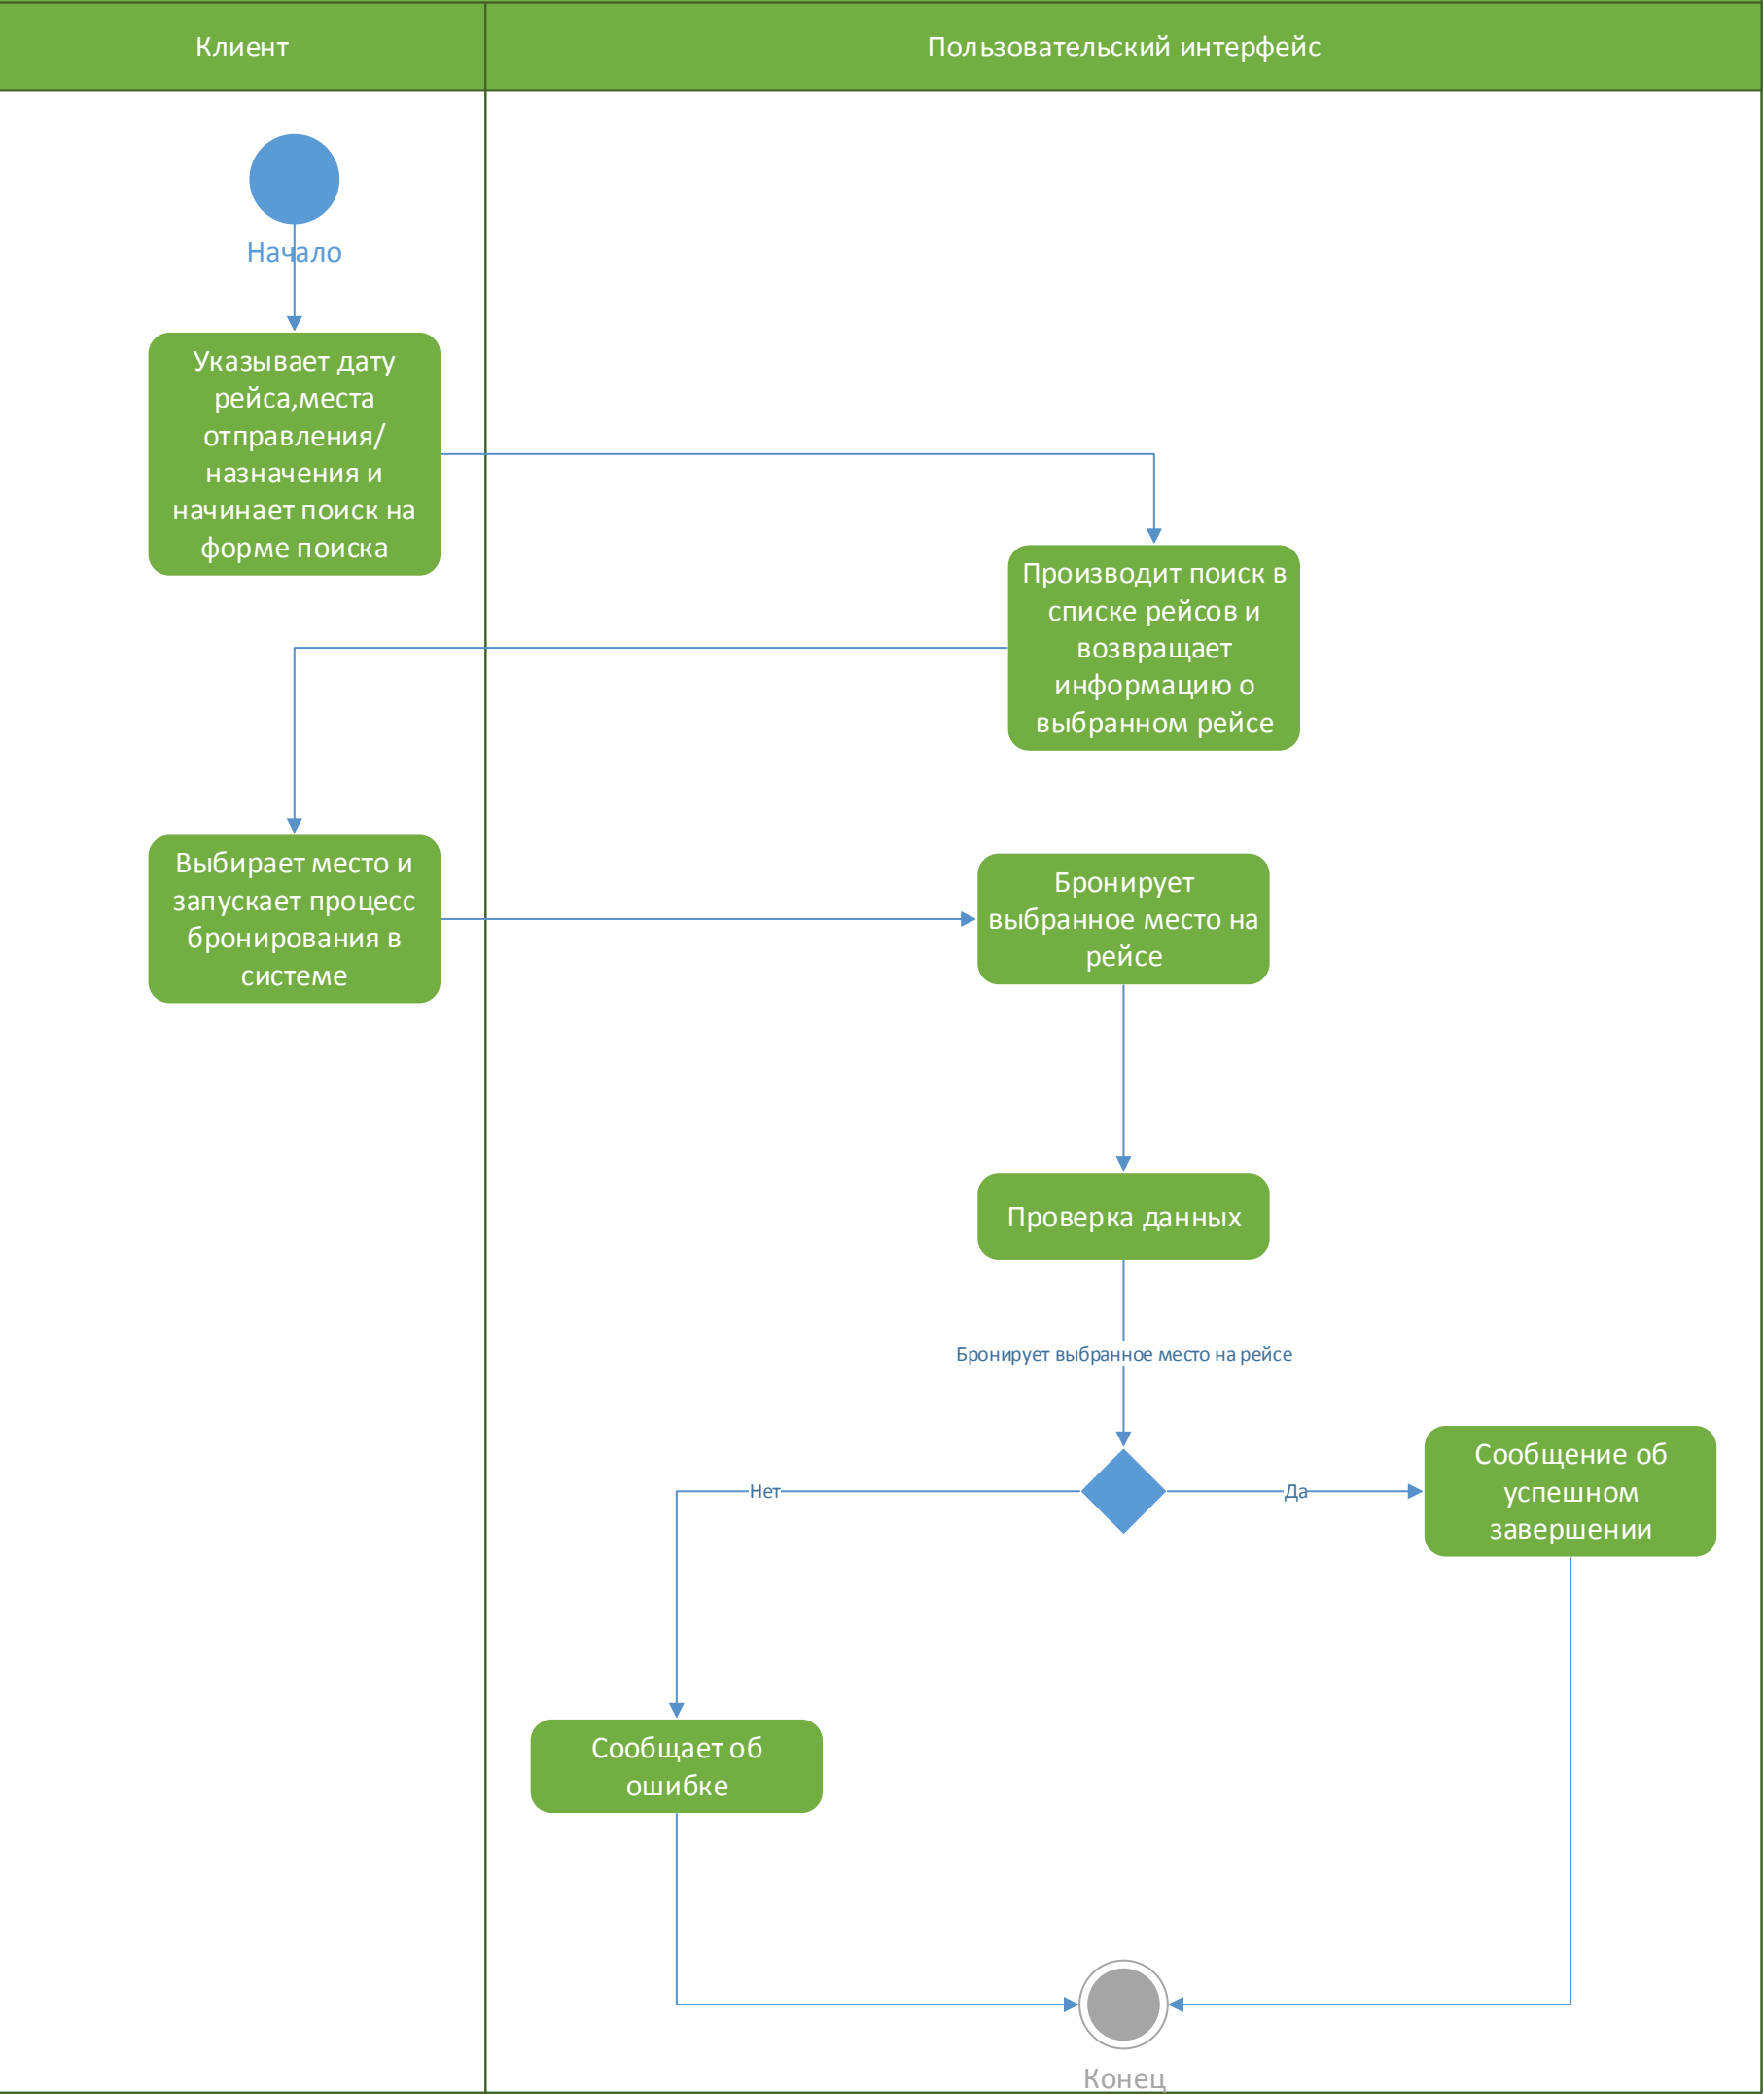 Клиент
Пользовательский интерфейс
Начало
Указывает дату
рейса,места
отправления/
назначения и
начинает поиск на
форме поиска
Производит поиск в
списке рейсов и
возвращает
информацию о
выбранном рейсе
Выбирает место и
запускает процесс
бронирования в
системе
Бронирует
выбранное место на
рейсе
Проверка данных
Бронирует выбранное место на рейсе
Нет
Да
Сообщение об
успешном
завершении
Сообщает об
ошибке
Конец